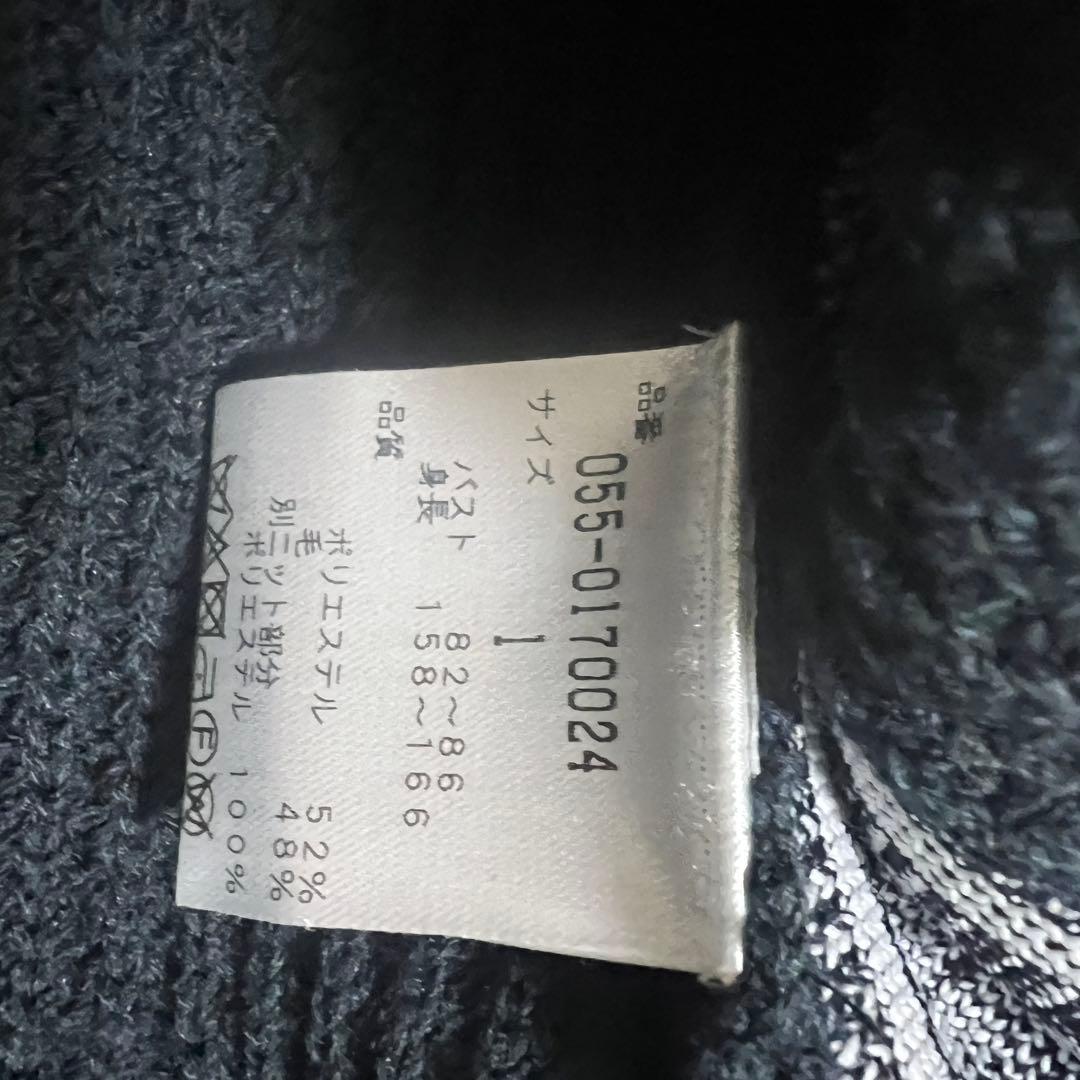 品番
055-0170024
サイズ
1
バスト 82～86
身長 158～166
品質
ポリエステル 52%
毛 48%
別ニット部分
ポリエステル 100%
F